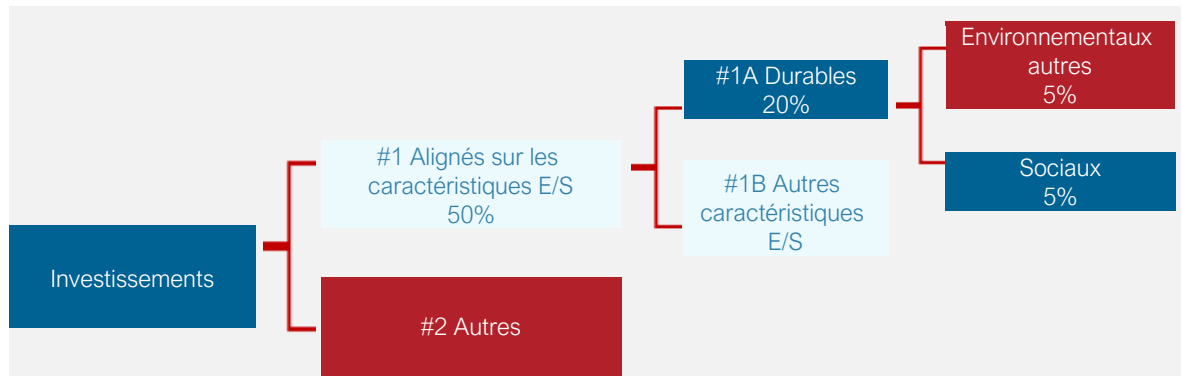 Investissements
#1 Alignés sur les
caractéristiques E/S
50%
#2 Autres
#1A Durables
20%
#1B Autres
caractéristiques
E/S
Environnementaux
autres
5%
Sociaux
5%